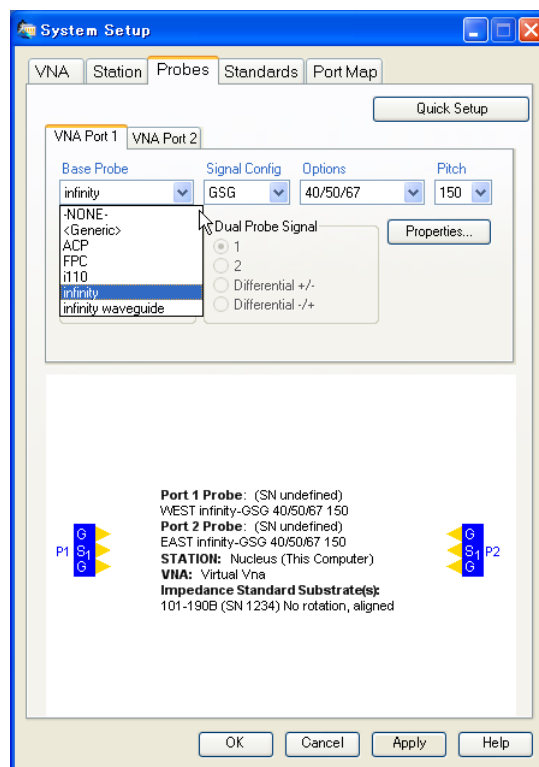 System Setup
VNA Station Probes Standards Port Map
Quick Setup
VNA Port 1 VNA Port 2
Base Probe Signal Config Options Pitch
infinity GSG 40/50/67 150
-NONE-
<Generic>
ACP
FPC
i110
infinity
infinity waveguide
Dual Probe Signal
1
2
Differential +/-
Differential -/+
Properties...
Port 1 Probe: (SN undefined)
WEST infinity-GSG 40/50/67 150
Port 2 Probe: (SN undefined)
EAST infinity-GSG 40/50/67 150
STATION: Nucleus (This Computer)
VNA: Virtual Vna
Impedance Standard Substrate(s):
101-190B (SN 1234) No rotation, aligned
G
P1 S1
G
G
S1 P2
G
OK Cancel Apply Help